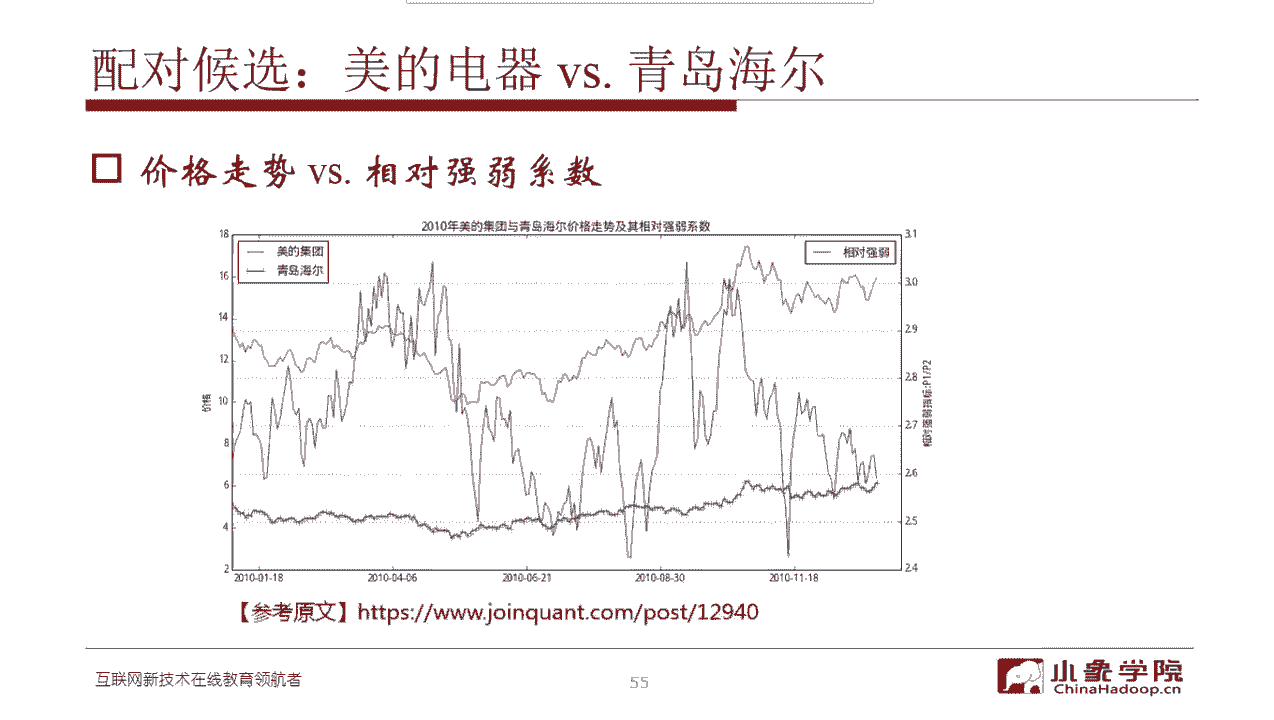 配对候选：美的电器 vs. 青岛海尔
价格走势 vs. 相对强弱系数
2010年美的集团与青岛海尔价格走势及其相对强弱系数
美的集团
青岛海尔
相对强弱
价格
18
16
14
12
10
8
6
4
2
3.1
3.0
2.9
2.8
2.7
2.6
2.5
2.4
相对强弱指标:P1/P2
2010-01-18
2010-04-06
2010-06-21
2010-08-30
2010-11-18
【参考原文】https://www.joinquant.com/post/12940
互联网新技术在线教育领航者
55
小象学院
ChinaHadoop.cn